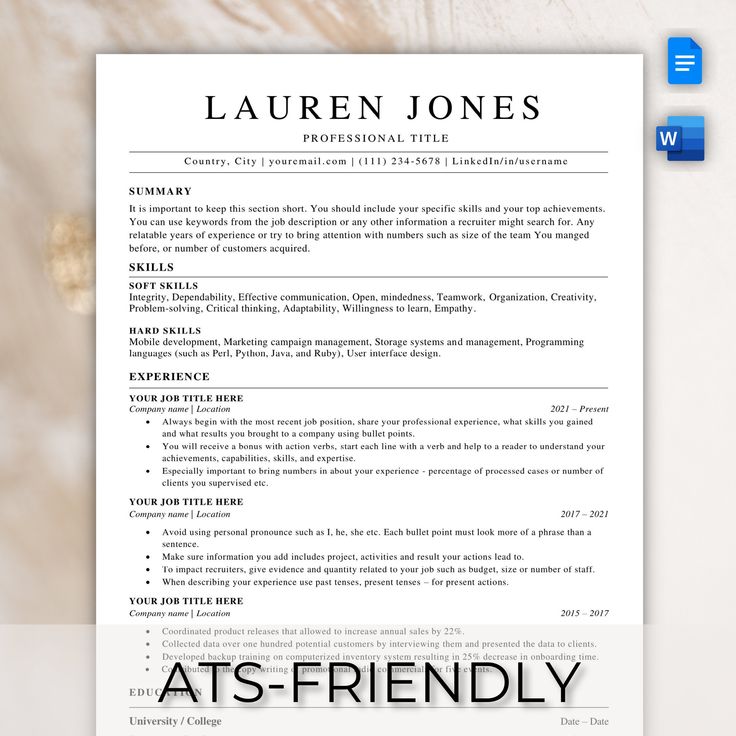 LAUREN JONES
PROFESSIONAL TITLE
Country, City | youremail.com | (111) 234-5678 | LinkedIn/in/username
SUMMARY
It is important to keep this section short. You should include your specific skills and your top achievements.
You can use keywords from the job description or any other information a recruiter might search for. Any
relatable years of experience or try to bring attention with numbers such as size of the team You manged
before, or number of customers acquired.
SKILLS
SOFT SKILLS
Integrity, Dependability, Effective communication, Open, mindedness, Teamwork, Organization, Creativity,
Problem-solving, Critical thinking, Adaptability, Willingness to learn, Empathy.
HARD SKILLS
Mobile development, Marketing campaign management, Storage systems and management, Programming
languages (such as Perl, Python, Java, and Ruby), User interface design.
EXPERIENCE
YOUR JOB TITLE HERE
Company name | Location 2021 – Present
• Always begin with the most recent job position, share your professional experience, what skills you gained
and what results you brought to a company using bullet points.
• You will receive a bonus with action verbs, start each line with a verb and help to a reader to understand your
achievements, capabilities, skills, and expertise.
• Especially important to bring numbers in about your experience - percentage of processed cases or number of
clients you supervised etc.
YOUR JOB TITLE HERE
Company name | Location 2017 – 2021
• Avoid using personal pronounce such as I, he, she etc. Each bullet point must look more of a phrase than a
sentence.
• Make sure information you add includes project, activities and result your actions lead to.
• To impact recruiters, give evidence and quantity related to your job such as budget, size or number of staff.
• When describing your experience use past tenses, present tenses – for present actions.
YOUR JOB TITLE HERE
Company name | Location 2015 – 2017
• Coordinated product releases that allowed to increase annual sales by 22%.
• Collected data over one hundred potential customers by interviewing them and presented the data to clients.
• Developed backup training on computerized inventory system resulting in 25% decrease in onboarding time.
• Contributed to the copy writing of promotional audio commercials for five events.
ATS-FRIENDLY
EDUCATION
University / College Date – Date
W